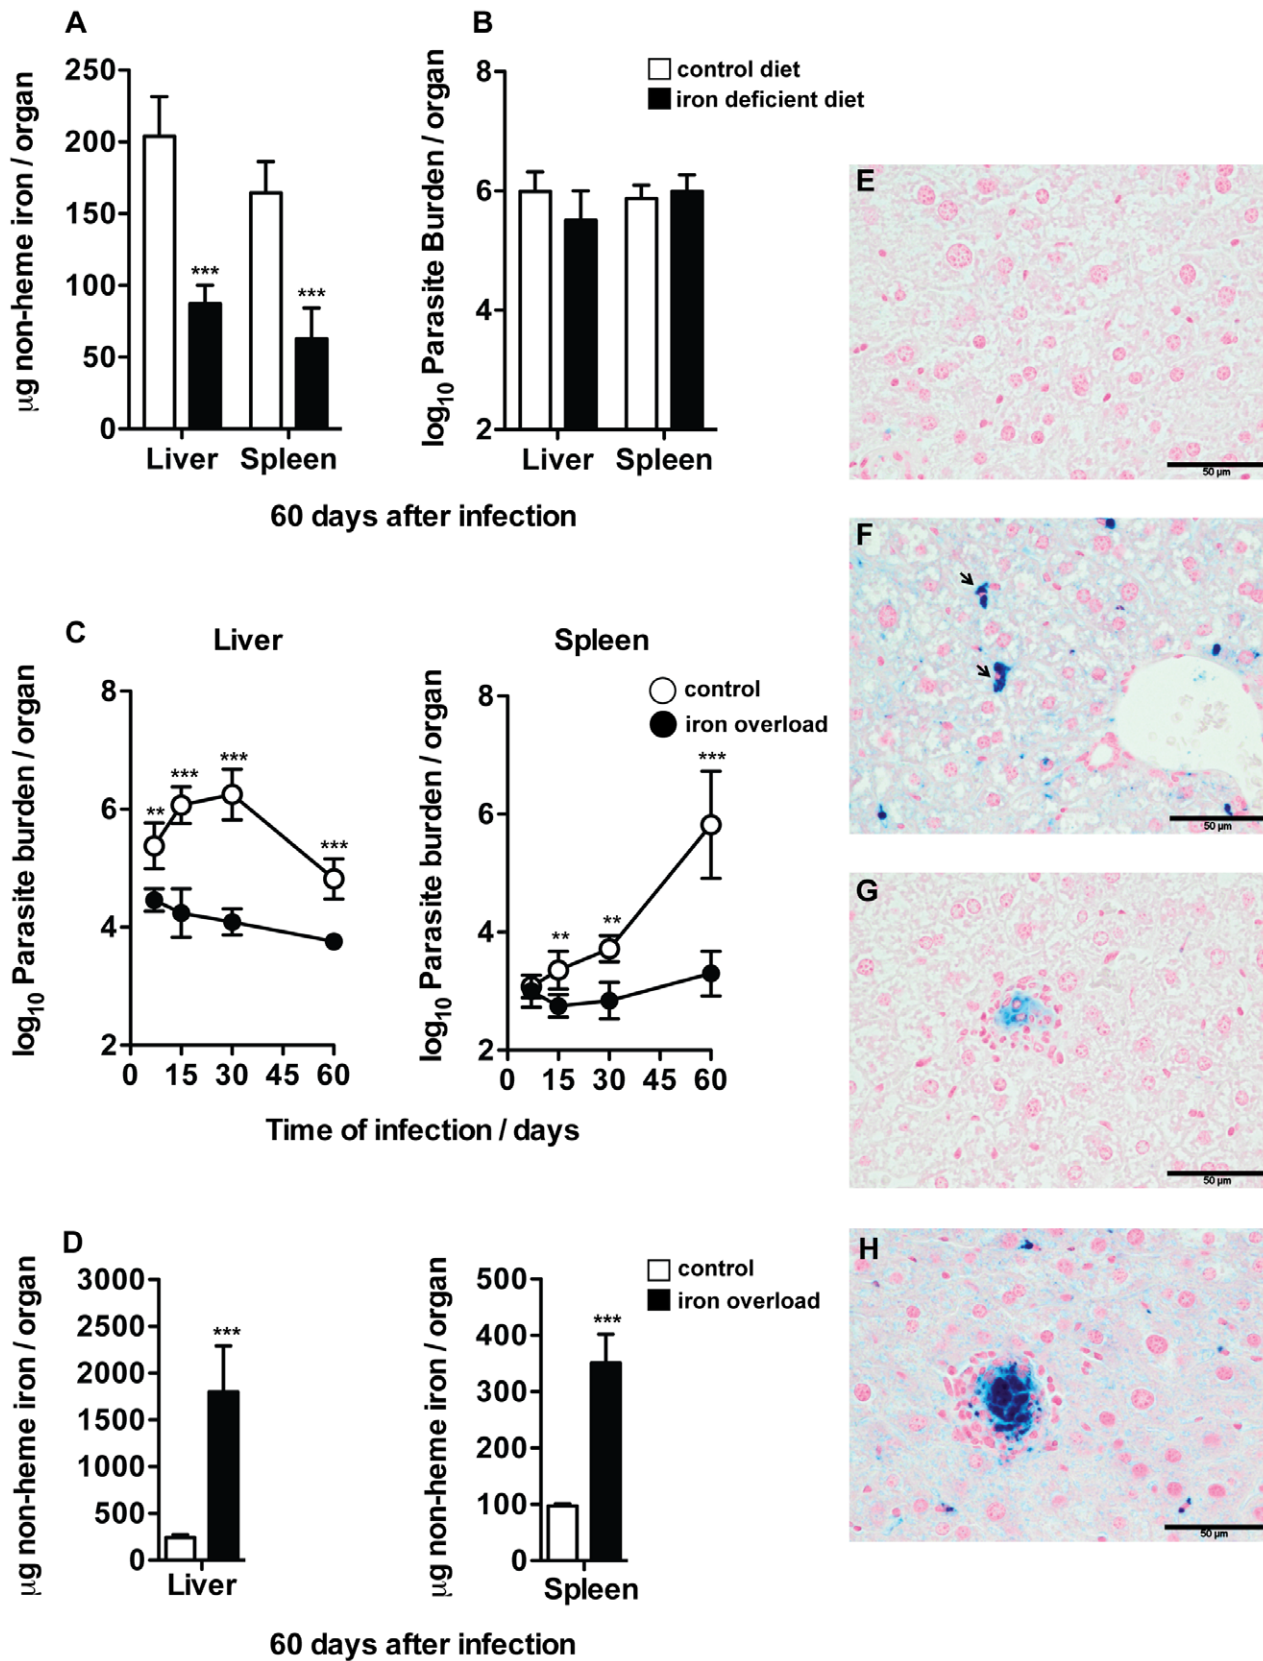 A
μg non-heme iron / organ
250
200
150
100
50
0
***
***
Liver Spleen
B
log10 Parasite Burden / organ
8
6
4
2
Liver Spleen
control diet
iron deficient diet
60 days after infection
C
Liver
log10 Parasite burden / organ
8
6
4
2
**
***
***
***
0 15 30 45 60
Spleen
log10 Parasite burden / organ
8
6
4
2
**
**
***
0 15 30 45 60
control
iron overload
Time of infection / days
D
μg non-heme iron / organ
3000
2500
2000
1500
1000
500
0
***
Liver
μg non-heme iron / organ
500
400
300
200
100
0
***
Spleen
control
iron overload
60 days after infection
E
50 μm
F
50 μm
G
50 μm
H
50 μm